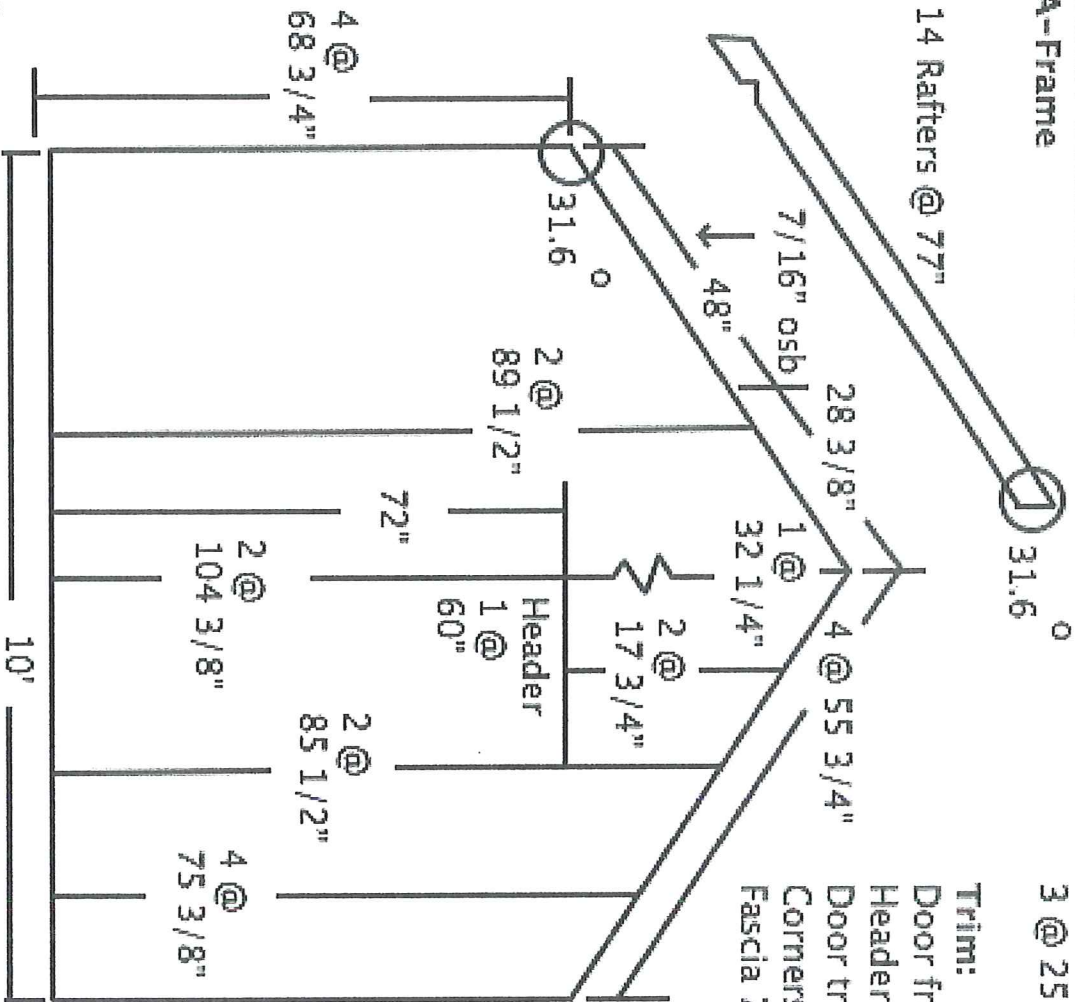 A-Frame
14 Rafters @ 77"
31.6 °
3 @ 25
Trim:
Door fr
Header
Door tr
Corners
Fascia
7/16" osb
48"
28 3/8"
4 @ 55 3/4"
31.6 °
4 @
68 3/4"
2 @
89 1/2"
1 @
32 1/4"
2 @
17 3/4"
72"
Header
1 @
60"
2 @
104 3/8"
2 @
85 1/2"
4 @
75 3/8"
10'